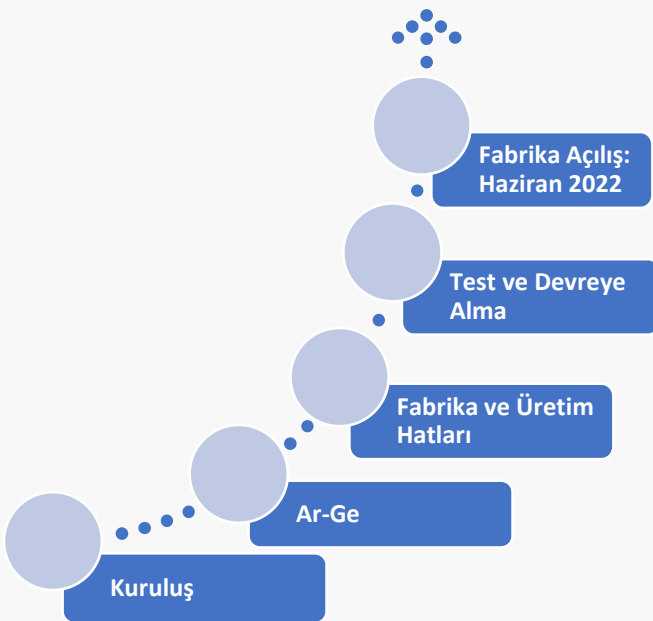 Fabrika Açılış:
Haziran 2022
Test ve Devreye
Alma
Fabrika ve Üretim
Hatları
Ar-Ge
Kuruluş